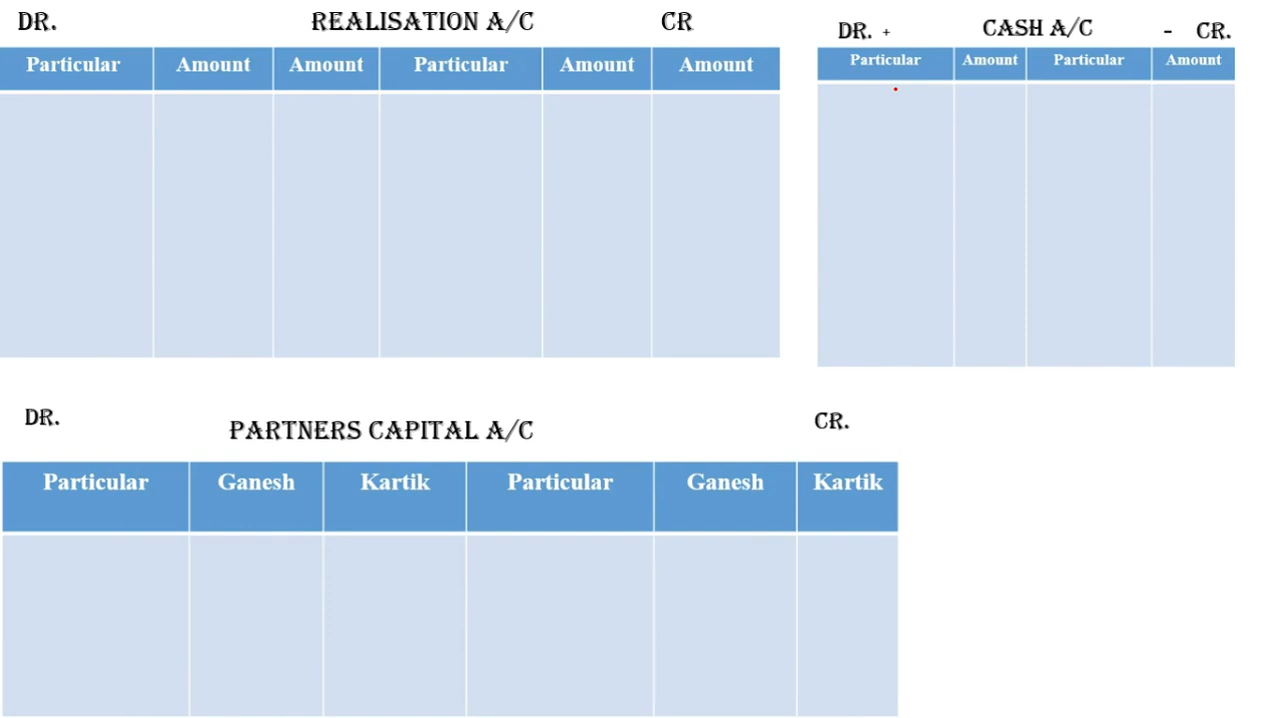 DR. REALISATION A/C CR
Particular Amount Amount Particular Amount Amount
DR. + CASH A/C - CR.
Particular Amount Particular Amount
DR. PARTNERS CAPITAL A/C CR.
Particular Ganesh Kartik Particular Ganesh Kartik